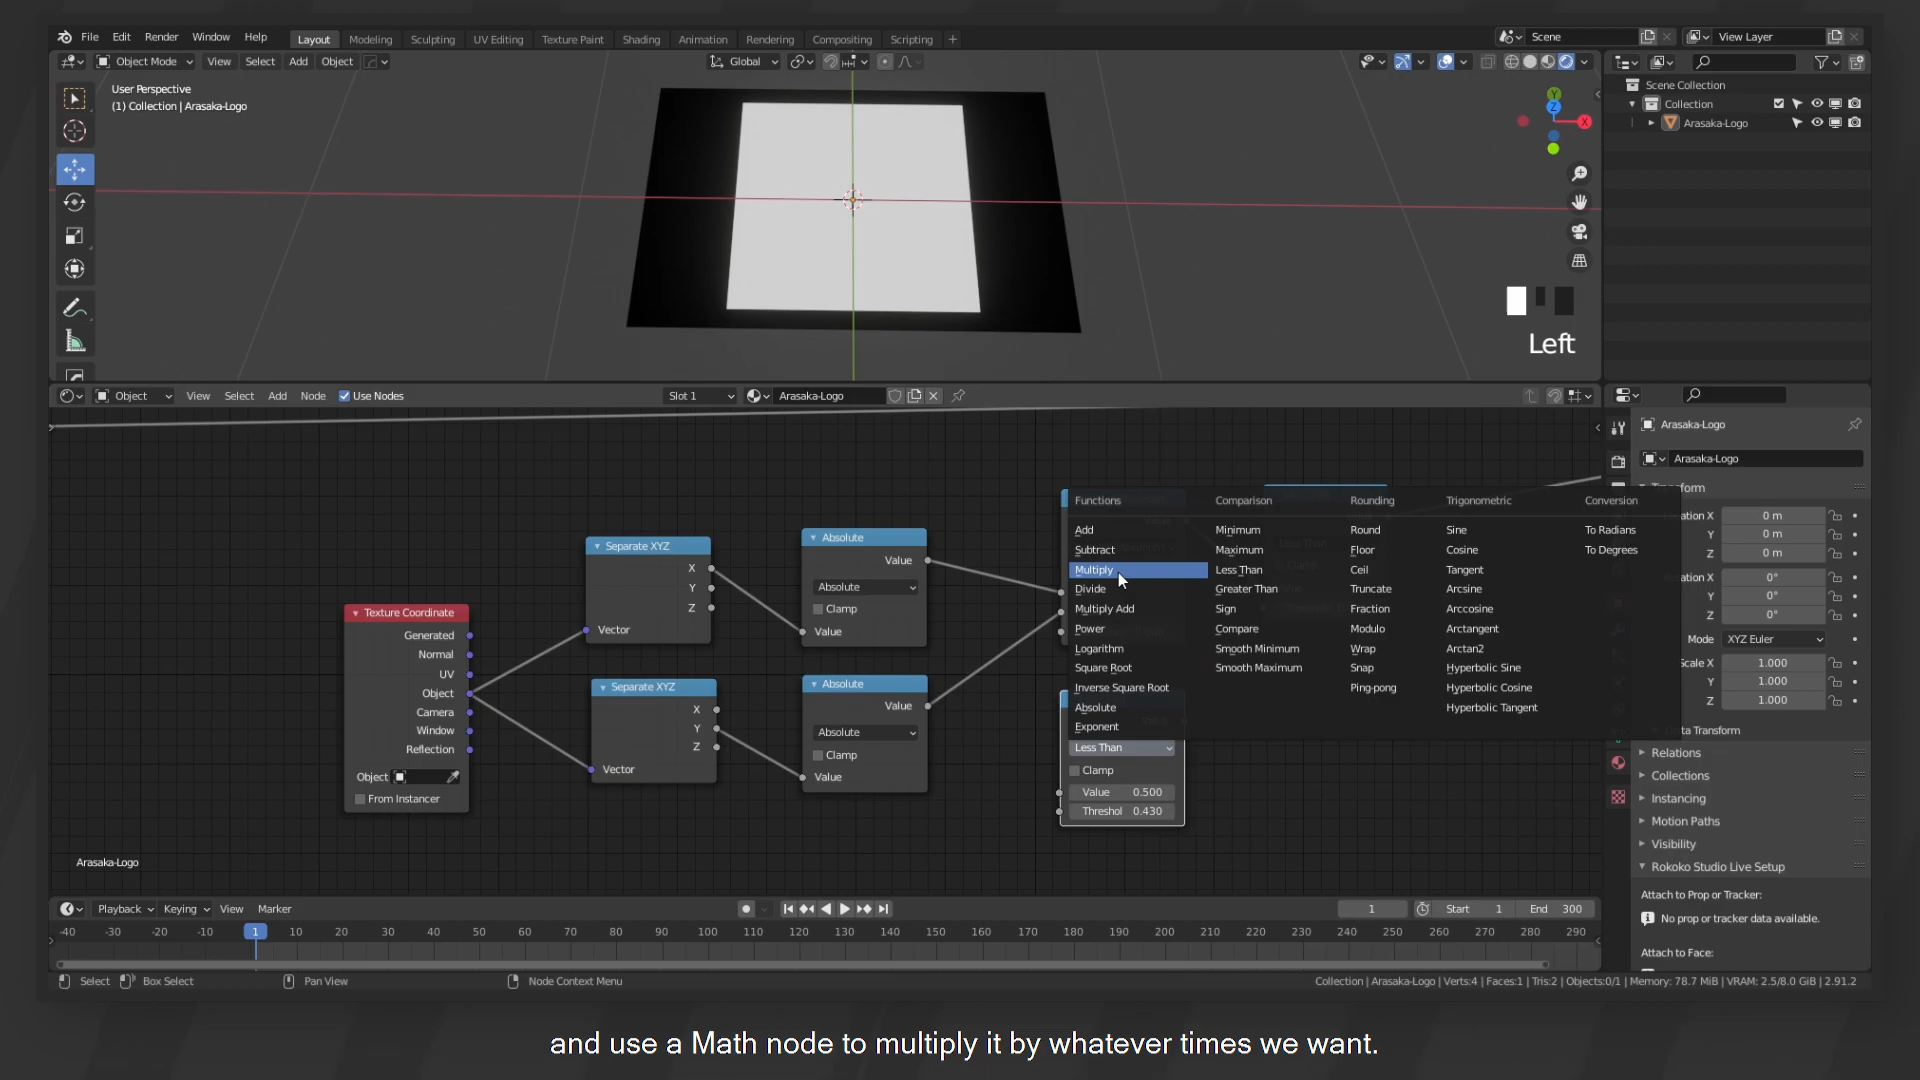 File Edit Render Window Help Layout Modeling Sculpting UV Editing Texture Paint Shading Animation Rendering Compositing Scripting + Scene View Layer
Object Mode View Select Add Object Global
User Perspective
(1) Collection | Arasaka-Logo
Y
Z
X
Left
Scene Collection
Collection
Arasaka-Logo
Object View Select Add Node Use Nodes Slot 1 Arasaka-Logo
Texture Coordinate
Generated
Normal
UV
Object
Camera
Window
Reflection
Object
From Instancer
Separate XYZ
X
Y
Z
Vector
Separate XYZ
X
Y
Z
Vector
Absolute
Value
Absolute
Clamp
Value
Absolute
Value
Absolute
Clamp
Value
Functions
Add
Subtract
Multiply
Divide
Multiply Add
Power
Logarithm
Square Root
Inverse Square Root
Absolute
Exponent
Comparison
Minimum
Maximum
Less Than
Greater Than
Sign
Compare
Smooth Minimum
Smooth Maximum
Rounding
Round
Floor
Ceil
Truncate
Fraction
Modulo
Wrap
Snap
Ping-pong
Trigonometric
Sine
Cosine
Tangent
Arcsine
Arccosine
Arctangent
Arctan2
Hyperbolic Sine
Hyperbolic Cosine
Hyperbolic Tangent
Conversion
To Radians
To Degrees
Less Than
Clamp
Value 0.500
Threshol 0.430
Arasaka-Logo
Arasaka-Logo
Arasaka-Logo
0 m
Y 0 m
Z 0 m
0°
Y 0°
Z 0°
Mode XYZ Euler
Scale X 1.000
Y 1.000
Z 1.000
Relations
Collections
Instancing
Motion Paths
Visibility
Rokoko Studio Live Setup
Attach to Prop or Tracker:
No prop or tracker data available.
Attach to Face:
Playback Keying View Marker 1 Start 1 End 300
-40 -30 -20 -10 1 10 20 30 40 50 60 70 80 90 100 110 120 130 140 150 160 170 180 190 200 210 220 230 240 250 260 270 280 290
Select Box Select Pan View Node Context Menu Collection | Arasaka-Logo | Verts:4 | Faces:1 | Tris:2 | Objects:0/1 | Memory: 78.7 MiB | VRAM: 2.5/8.0 GiB | 2.91.2
and use a Math node to multiply it by whatever times we want.